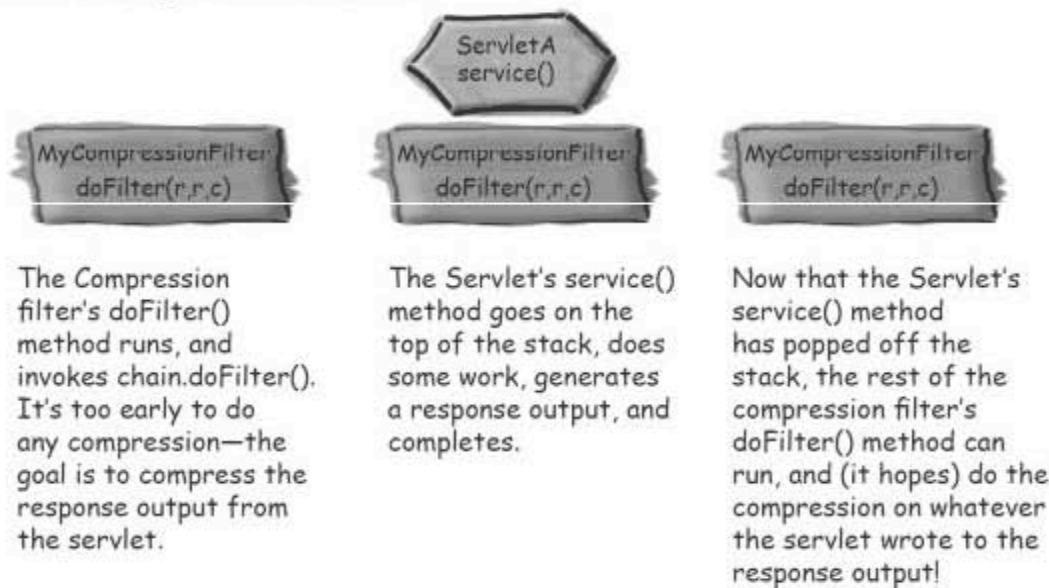 ServletA
service()
MyCompressionFilter
doFilter(r,r,c)
MyCompressionFilter
doFilter(r,r,c)
MyCompressionFilter
doFilter(r,r,c)
The Compression
filter's doFilter()
method runs, and
invokes chain.doFilter().
It's too early to do
any compression—the
goal is to compress the
response output from
the servlet.
The Servlet's service()
method goes on the
top of the stack, does
some work, generates
a response output, and
completes.
Now that the Servlet's
service() method
has popped off the
stack, the rest of the
compression filter's
doFilter() method can
run, and (it hopes) do the
compression on whatever
the servlet wrote to the
response output!